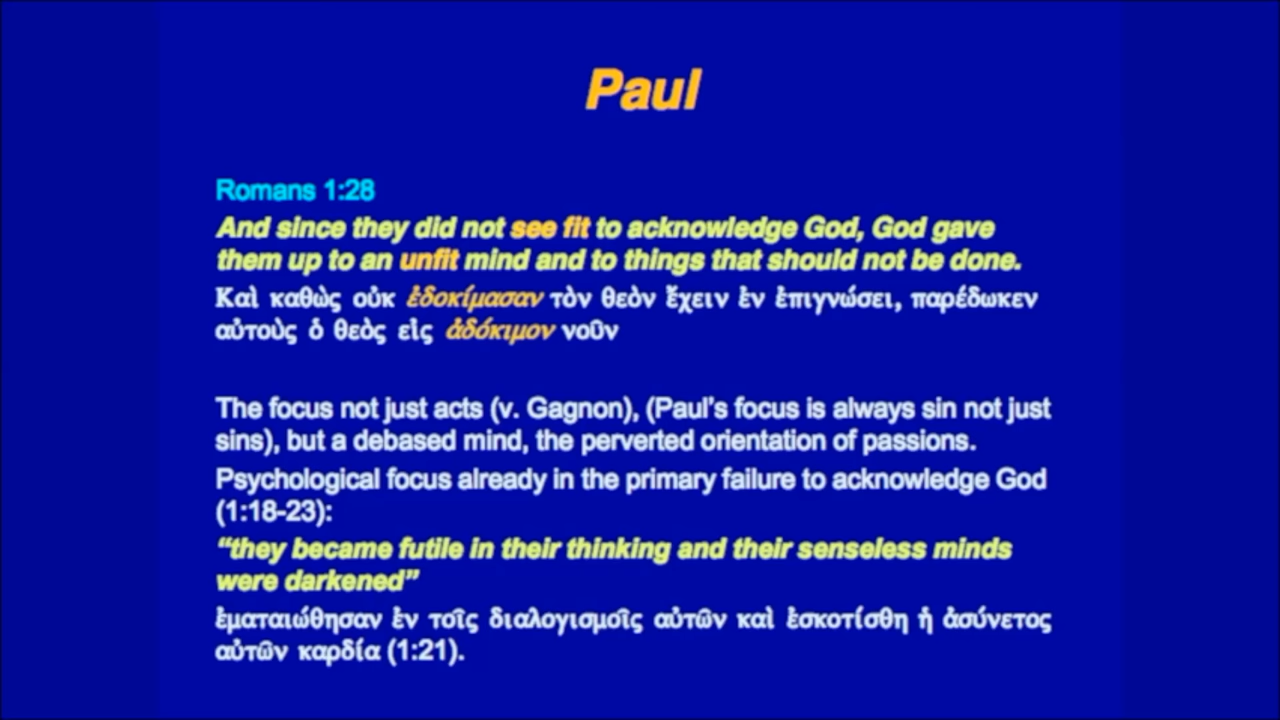 Paul
Romans 1:28
And since they did not see fit to acknowledge God, God gave
them up to an unfit mind and to things that should not be done.
Καὶ καθὼς οὐκ ἐδοκίμασαν τὸν θεὸν ἔχειν ἐν ἐπιγνώσει, παρέδωκεν
αὐτοὺς ὁ θεὸς εἰς ἀδόκιμον νοῦν
The focus not just acts (v. Gagnon), (Paul’s focus is always sin not just
sins), but a debased mind, the perverted orientation of passions.
Psychological focus already in the primary failure to acknowledge God
(1:18-23):
“they became futile in their thinking and their senseless minds
were darkened”
ἐματαιώθησαν ἐν τοῖς διαλογισμοῖς αὐτῶν καὶ ἐσκοτίσθη ἡ ἀσύνετος
αὐτῶν καρδία (1:21).